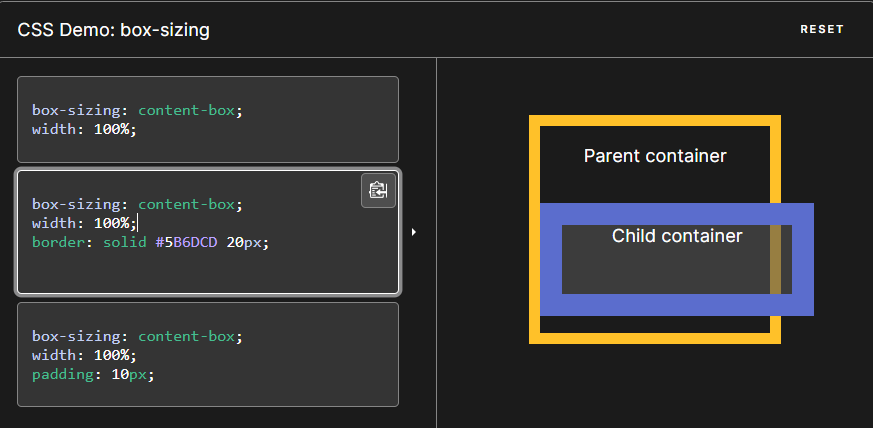 CSS Demo: box-sizing
RESET
box-sizing: content-box;
width: 100%;
box-sizing: content-box;
width: 100%;
border: solid #5B6DCD 20px;
box-sizing: content-box;
width: 100%;
padding: 10px;
Parent container
Child container